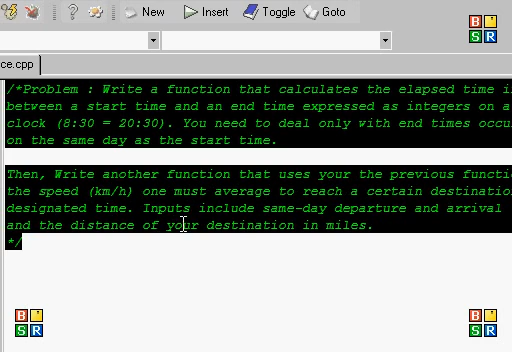 New Insert Toggle Goto
B '
S R
ce.cpp
/*Problem : Write a function that calculates the elapsed time i
between a start time and an end time expressed as integers on a
clock (8:30 = 20:30). You need to deal only with end times occu
on the same day as the start time.
Then, Write another function that uses your the previous functi
the speed (km/h) one must average to reach a certain destinatio
designated time. Inputs include same-day departure and arrival
and the distance of your destination in miles.
*/
B ' B '
S R S R